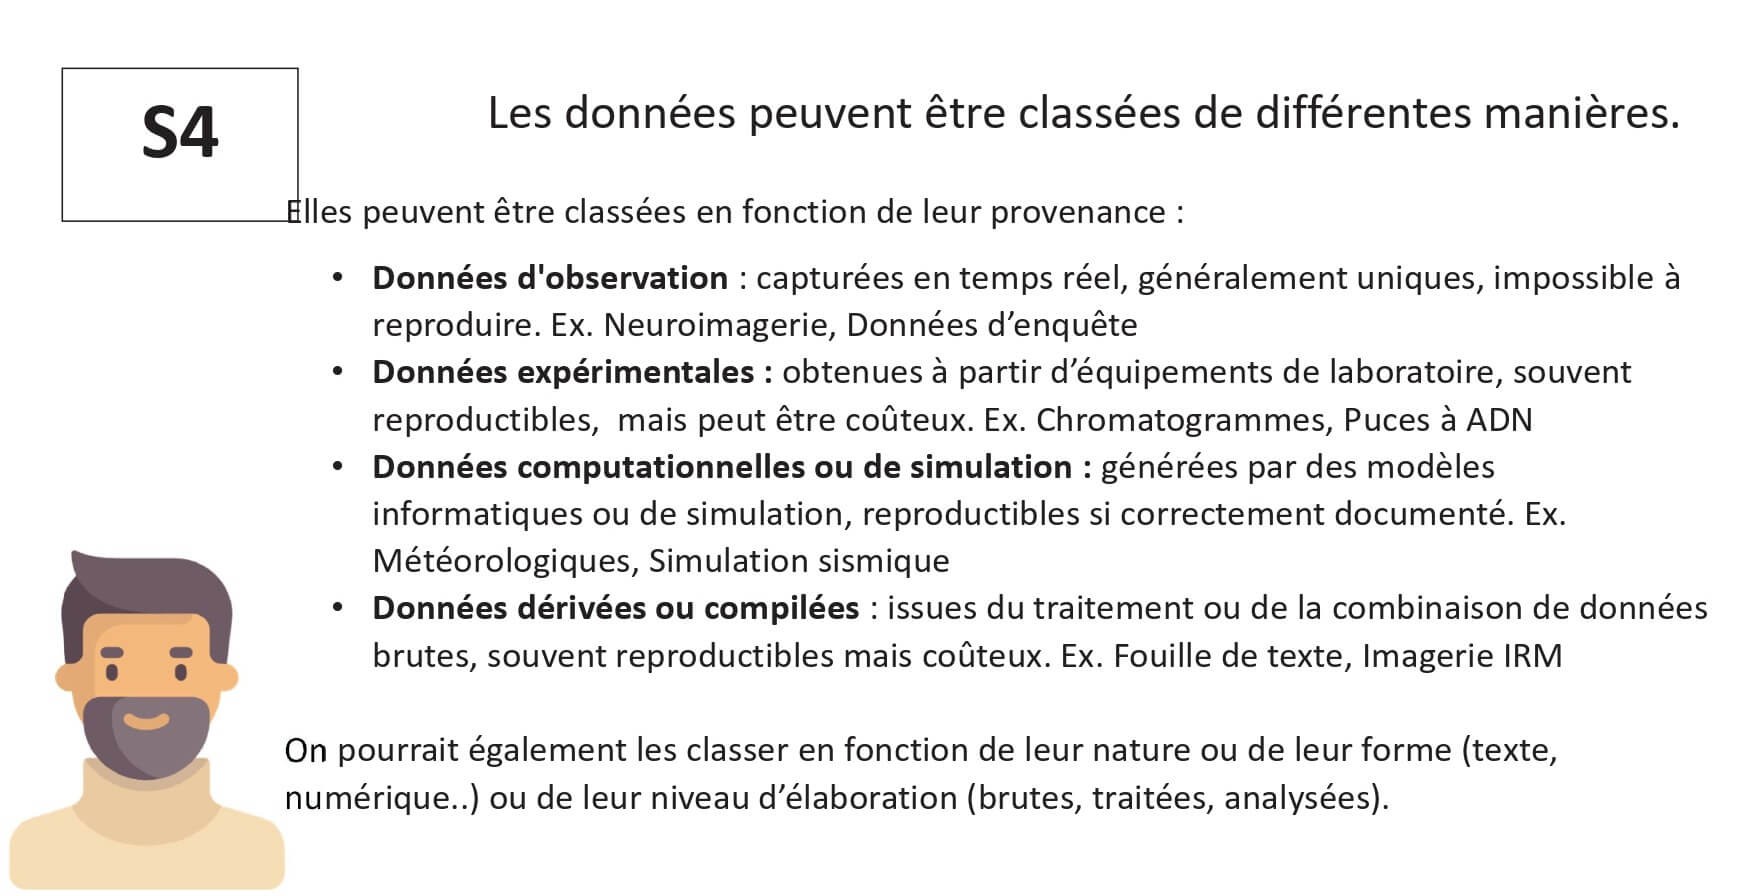 S4
Les données peuvent être classées de différentes manières.
Elles peuvent être classées en fonction de leur provenance :
• Données d'observation : capturées en temps réel, généralement uniques, impossible à
reproduire. Ex. Neuroimagerie, Données d’enquête
• Données expérimentales : obtenues à partir d’équipements de laboratoire, souvent
reproductibles,  mais peut être coûteux. Ex. Chromatogrammes, Puces à ADN
• Données computationnelles ou de simulation : générées par des modèles
informatiques ou de simulation, reproductibles si correctement documenté. Ex.
Météorologiques, Simulation sismique
• Données dérivées ou compilées : issues du traitement ou de la combinaison de données
brutes, souvent reproductibles mais coûteux. Ex. Fouille de texte, Imagerie IRM
On pourrait également les classer en fonction de leur nature ou de leur forme (texte,
numérique..) ou de leur niveau d’élaboration (brutes, traitées, analysées).